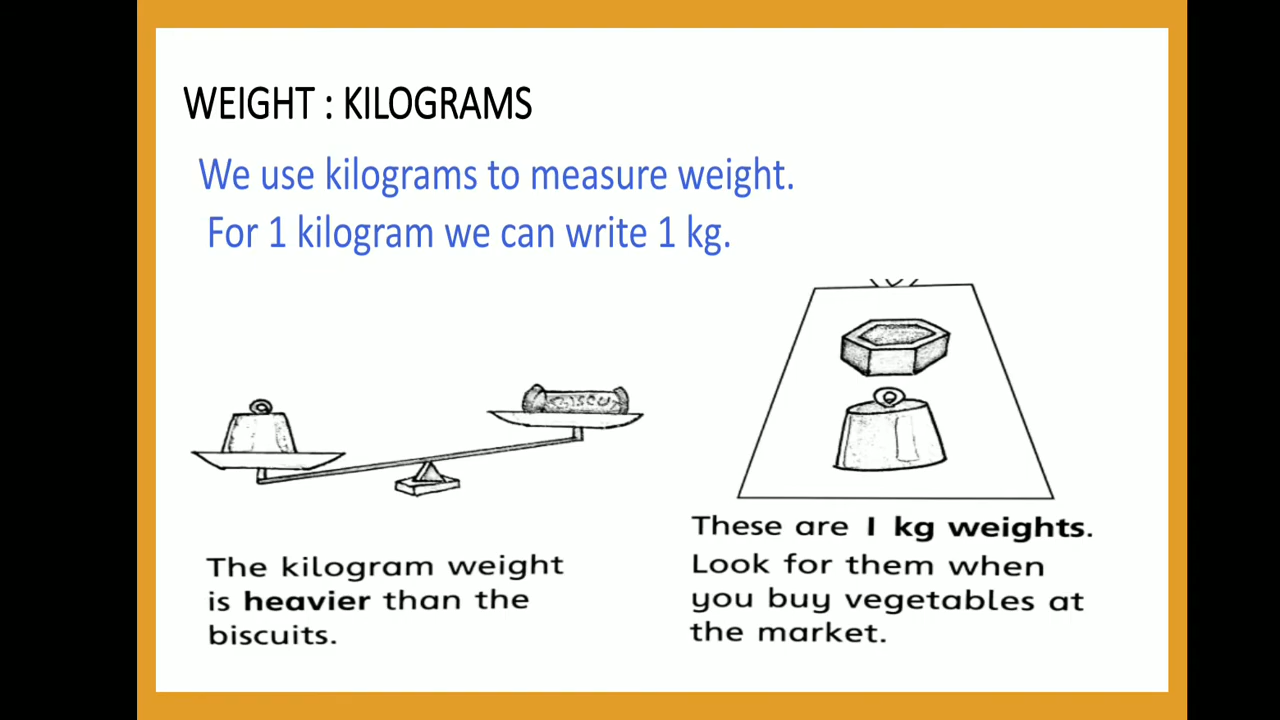 WEIGHT : KILOGRAMS
We use kilograms to measure weight.
For 1 kilogram we can write 1 kg.
BISCU
The kilogram weight
is heavier than the
biscuits.
These are 1 kg weights.
Look for them when
you buy vegetables at
the market.